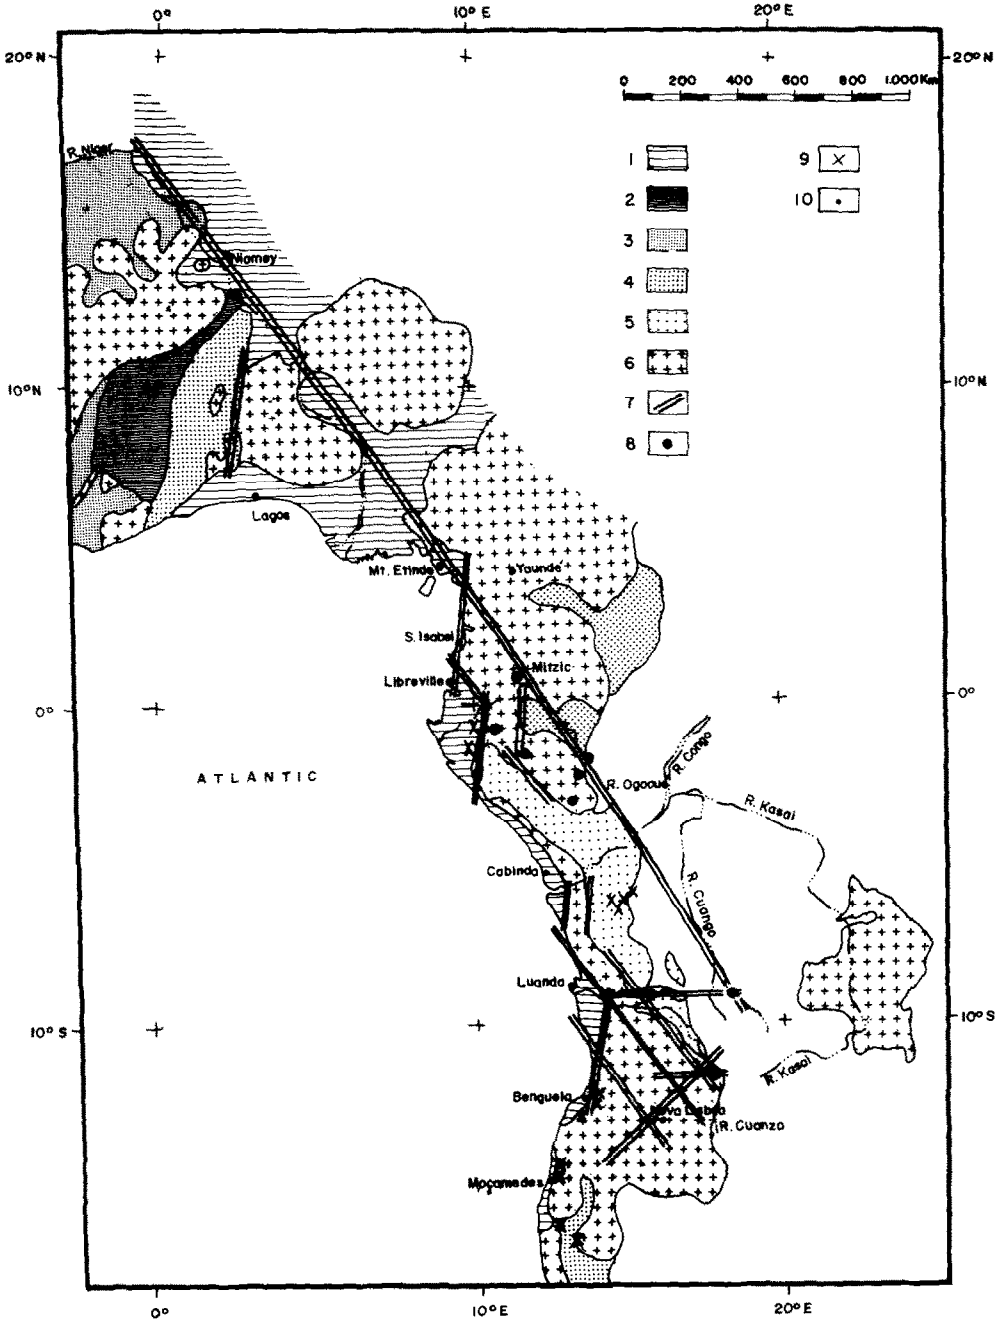 0° 10° E 20° E
20° N 20° N
0 200 400 600 800 1.000 Km
R. Niger
1 9
2 10
3
4
5
6
7
8
Niamey
10° N 10° N
Lagos
Mt. Etinde
Yaunde
S. Isabel
Mitzic
Libreville
0° 0°
R. Congo
ATLANTIC
R. Ogooue
R. Kasai
Cabinda
R. Cuango
Luanda
10° S 10° S
R. Kasai
Benguela
Nova Lisboa
R. Cuanza
Moçamedes
0° 10° E 20° E